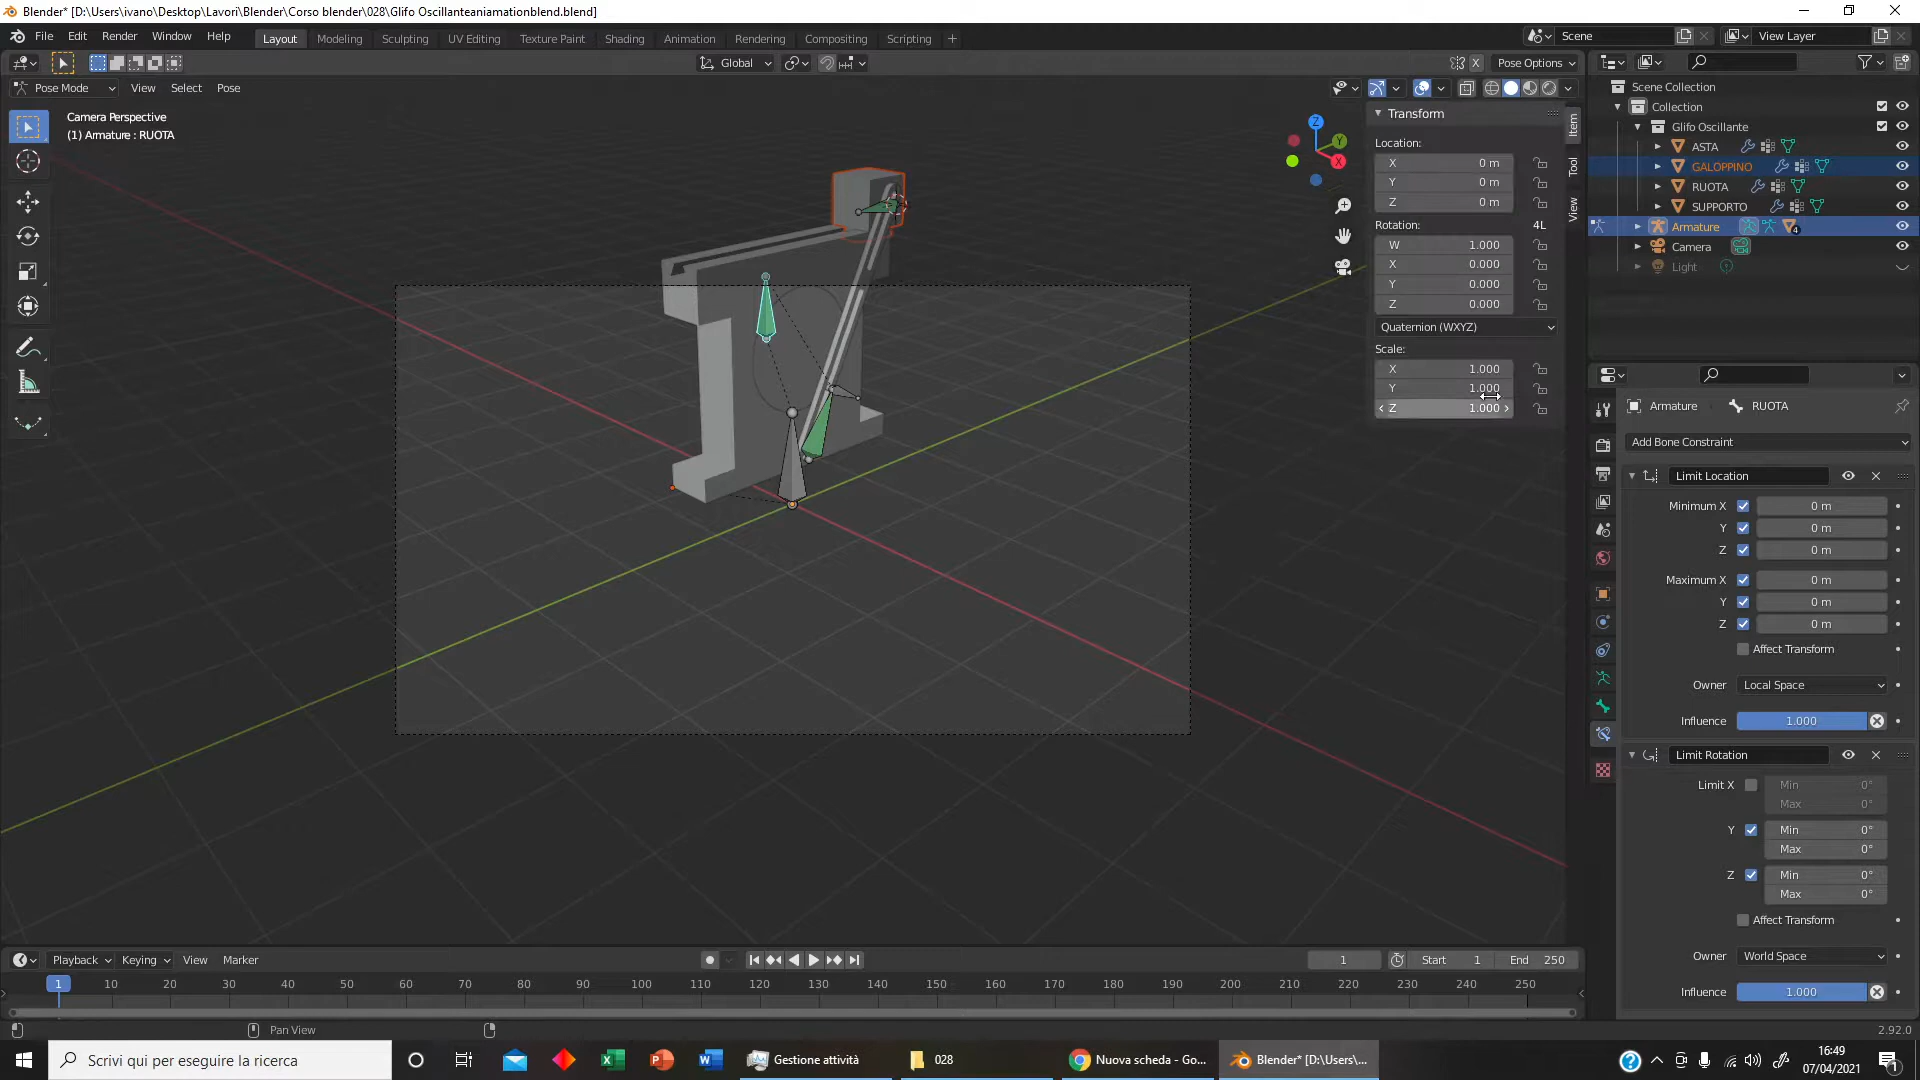 Blender* [D:\Users\ivano\Desktop\Lavori\Blender\Corso blender\028\Glifo Oscillanteaniamationblend.blend]
File Edit Render Window Help Layout Modeling Sculpting UV Editing Texture Paint Shading Animation Rendering Compositing Scripting Scene View Layer
Global X Pose Options
Pose Mode View Select Pose
Camera Perspective
(1) Armature : RUOTA
Z
Y
X
Transform
Location:
X 0 m
Y 0 m
Z 0 m
Rotation: 4L
W 1.000
X 0.000
Y 0.000
Z 0.000
Quaternion (WXYZ)
Scale:
X 1.000
Y 1.000
Z 1.000
Item
Tool
View
Scene Collection
Collection
Glifo Oscillante
ASTA
GALOPPINO
RUOTA
SUPPORTO
Armature 4
Camera
Light
Armature RUOTA
Add Bone Constraint
Limit Location
Minimum X 0 m
Y 0 m
Z 0 m
Maximum X 0 m
Y 0 m
Z 0 m
Affect Transform
Owner Local Space
Influence 1.000
Limit Rotation
Limit X Min 0°
Max 0°
Y Min 0°
Max 0°
Z Min 0°
Max 0°
Affect Transform
Owner World Space
Influence 1.000
Playback Keying View Marker 1 Start 1 End 250
1 10 20 30 40 50 60 70 80 90 100 110 120 130 140 150 160 170 180 190 200 210 220 230 240 250
Pan View 2.92.0
Scrivi qui per eseguire la ricerca Gestione attività 028 Nuova scheda - Go... Blender* [D:\Users\... 16:49
07/04/2021 1